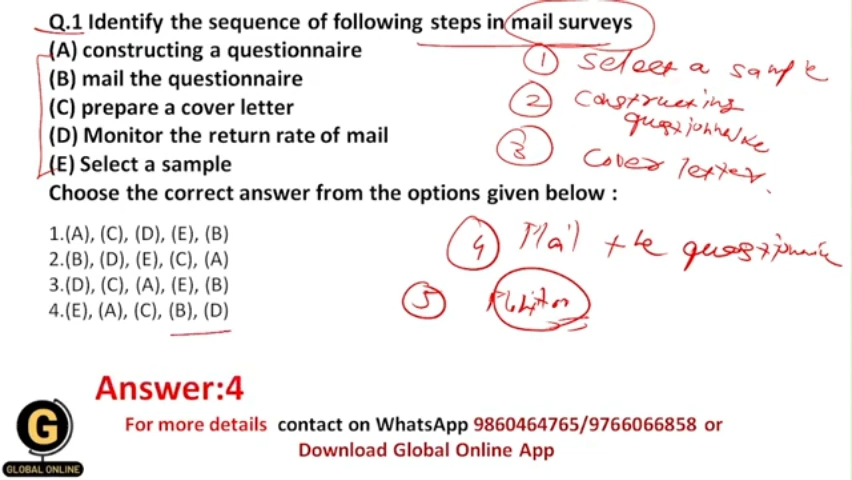 Q.1 Identify the sequence of following steps in mail surveys
(A) constructing a questionnaire
(B) mail the questionnaire
(C) prepare a cover letter
(D) Monitor the return rate of mail
(E) Select a sample
Choose the correct answer from the options given below :
1.(A), (C), (D), (E), (B)
2.(B), (D), (E), (C), (A)
3.(D), (C), (A), (E), (B)
4.(E), (A), (C), (B), (D)
1 Select a sample
2 Constructing
questionnaire
3 Cover letter
4 Mail the questionnaire
5
Answer:4
For more details contact on WhatsApp 9860464765/9766066858 or
Download Global Online App
G
GLOBAL ONLINE